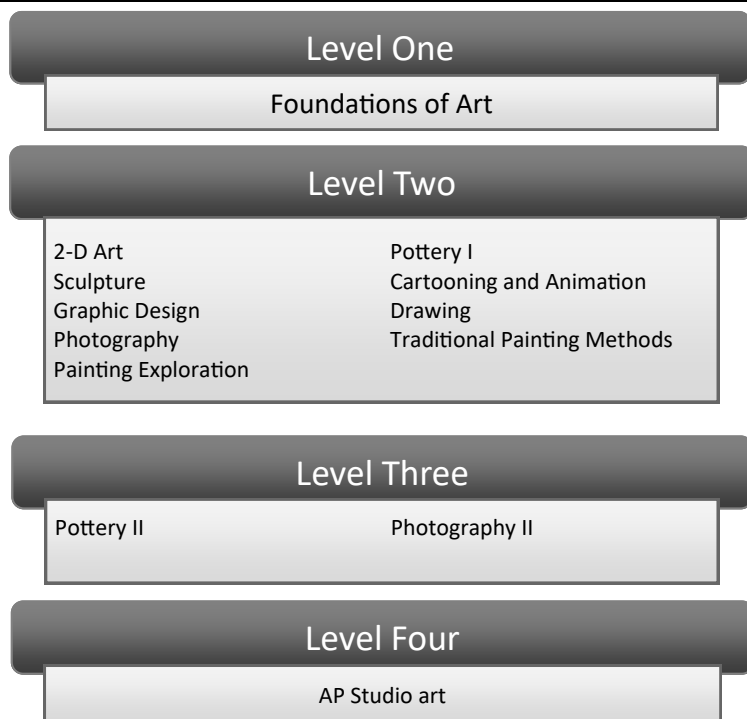 Level One
Foundations of Art
Level Two
2-D Art
Sculpture
Graphic Design
Photography
Painting Exploration
Pottery I
Cartooning and Animation
Drawing
Traditional Painting Methods
Level Three
Pottery II
Photography II
Level Four
AP Studio art